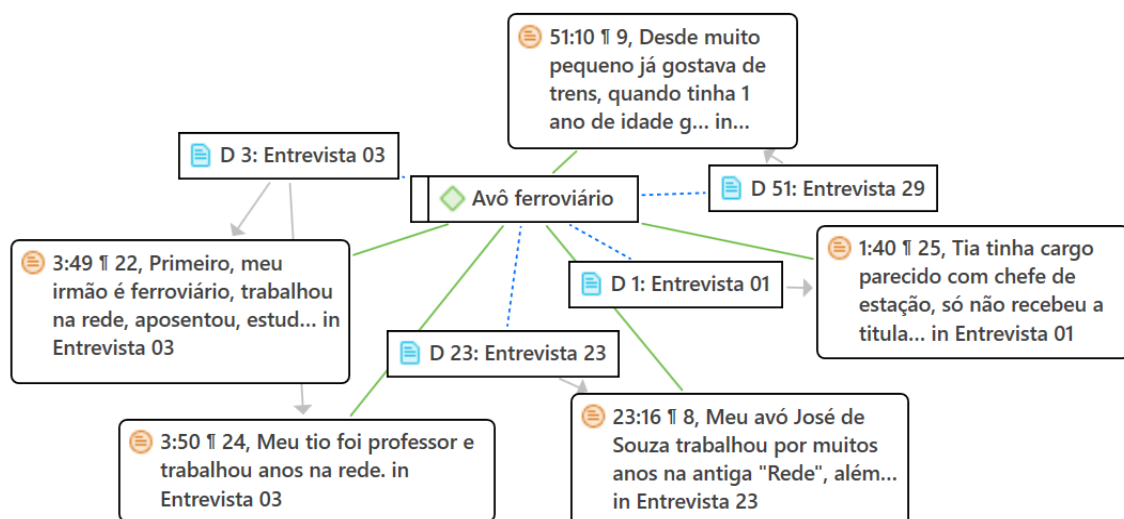 51:10 ¶ 9, Desde muito
pequeno já gostava de
trens, quando tinha 1
ano de idade g... in...
D 3: Entrevista 03
D 51: Entrevista 29
Avô ferroviário
3:49 ¶ 22, Primeiro, meu
irmão é ferroviário, trabalhou
na rede, aposentou, estud... in
Entrevista 03
D 1: Entrevista 01
1:40 ¶ 25, Tia tinha cargo
parecido com chefe de
estação, só não recebeu a
titula... in Entrevista 01
D 23: Entrevista 23
3:50 ¶ 24, Meu tio foi professor e
trabalhou anos na rede. in
Entrevista 03
23:16 ¶ 8, Meu avó José de
Souza trabalhou por muitos
anos na antiga "Rede", além...
in Entrevista 23